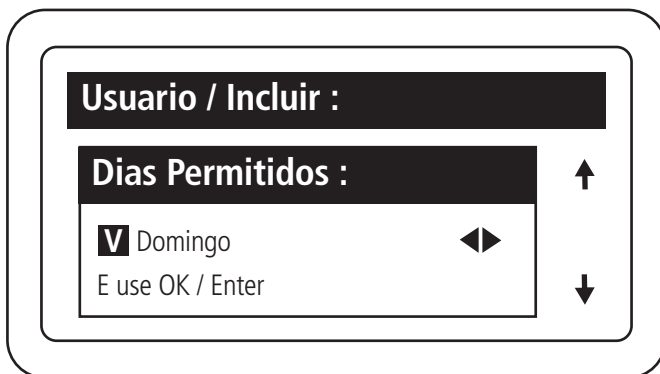 Usuario / Incluir :
Dias Permitidos :
V Domingo
E use OK / Enter